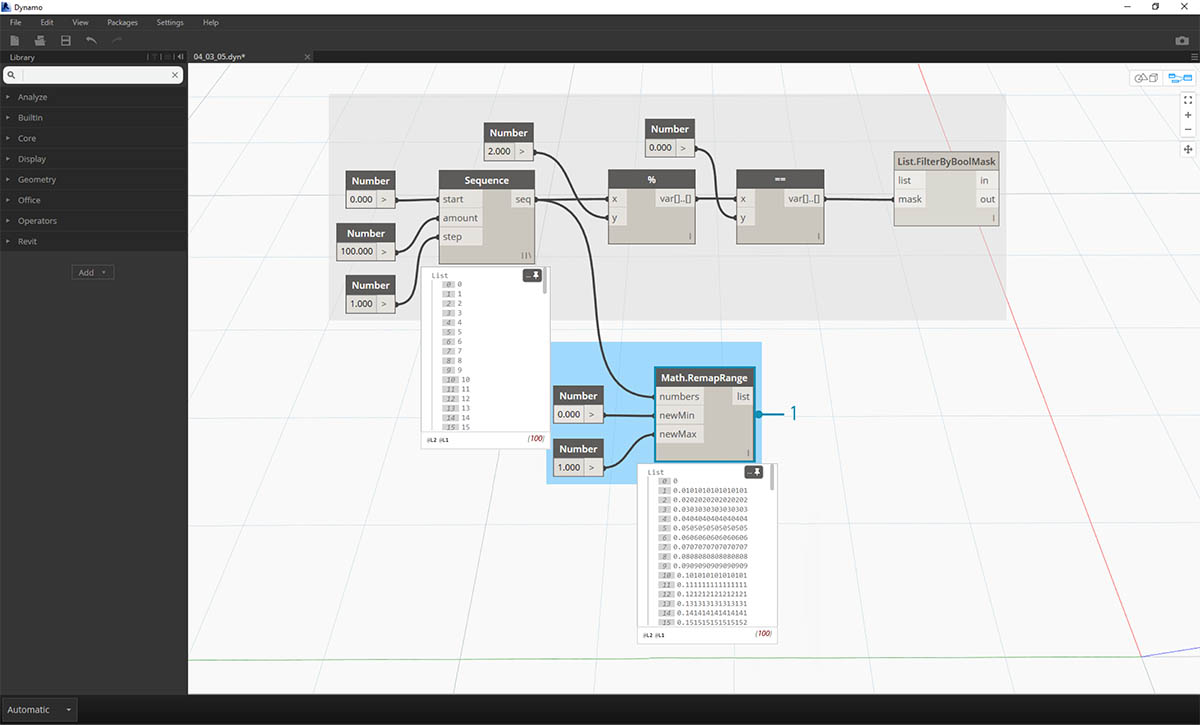 Dynamo
File Edit View Packages Settings Help
Library
04_03_05.dyn*
Analyze
BuiltIn
Core
Display
Geometry
Office
Operators
Revit
Add
Number
2.000 >
Number
0.000 >
Number
0.000 >
Number
100.000 >
Number
1.000 >
Sequence
start seq
amount
step
%
x var[]..[]
y
==
x var[]..[]
y
List.FilterByBoolMask
list in
mask out
List
0 0
1 1
2 2
3 3
4 4
5 5
6 6
7 7
8 8
9 9
10 10
11 11
12 12
13 13
14 14
15 15
@L2 @L1 (100)
Number
0.000 >
Number
1.000 >
Math.RemapRange
numbers list
newMin
newMax
1
List
0 0
1 0.0101010101010101
2 0.0202020202020202
3 0.0303030303030303
4 0.0404040404040404
5 0.0505050505050505
6 0.0606060606060606
7 0.0707070707070707
8 0.0808080808080808
9 0.0909090909090909
10 0.101010101010101
11 0.111111111111111
12 0.121212121212121
13 0.131313131313131
14 0.141414141414141
15 0.151515151515152
@L2 @L1 (100)
Automatic